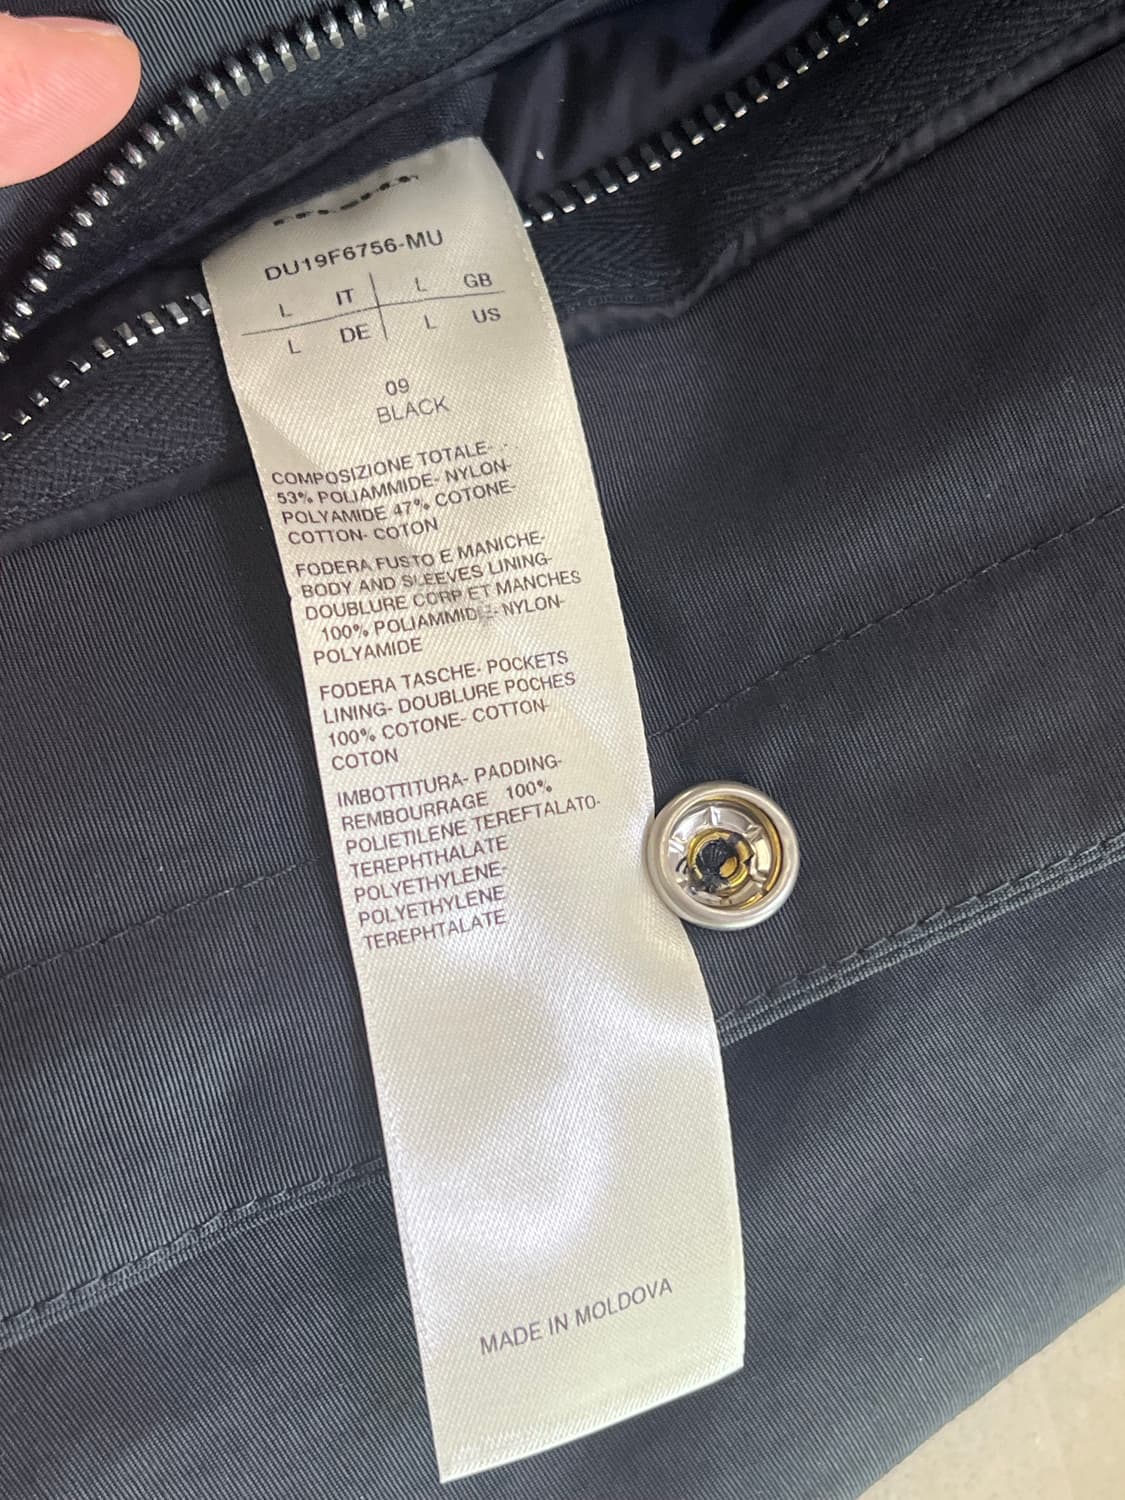 DU19F6756-MU
L IT L GB
L DE L US
09
BLACK
COMPOSIZIONE TOTALE-
53% POLIAMMIDE- NYLON-
POLYAMIDE 47% COTONE-
COTTON- COTON
FODERA FUSTO E MANICHE-
BODY AND SLEEVES LINING-
DOUBLURE CORP ET MANCHES
100% POLIAMMIDE- NYLON-
POLYAMIDE
FODERA TASCHE- POCKETS
LINING- DOUBLURE POCHES
100% COTONE- COTTON-
COTON
IMBOTTITURA- PADDING-
REMBOURRAGE 100%
POLIETILENE TEREFTALATO-
TEREPHTHALATE
POLYETHYLENE-
POLYETHYLENE
TEREPHTALATE
MADE IN MOLDOVA